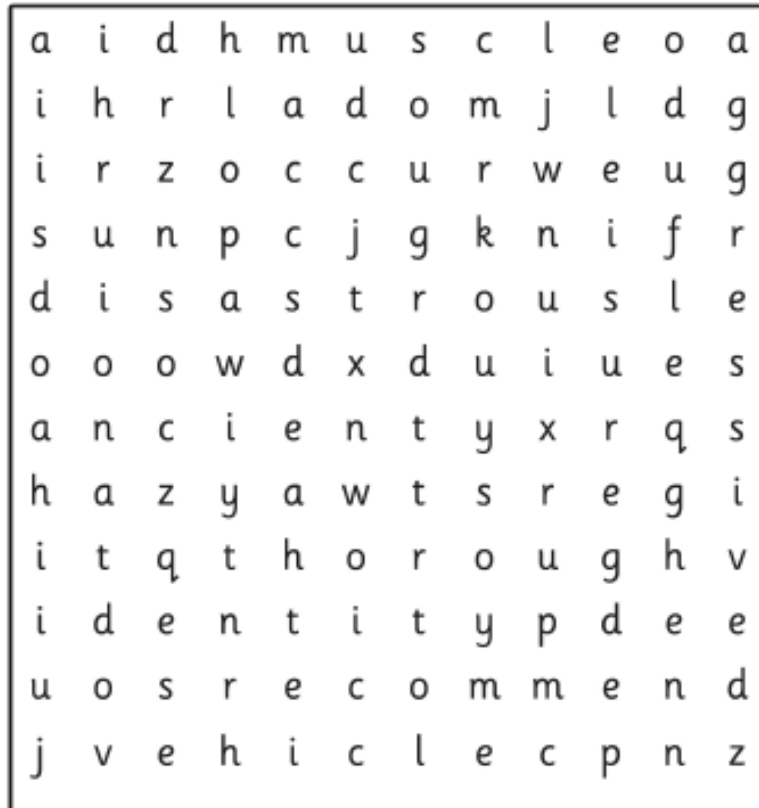 a i d h m u s c l e o a
i h r l a d o m j l d g
i r z o c c u r w e u g
s u n p c j g k n i f r
d i s a s t r o u s l e
o o o w d x d u i u e s
a n c i e n t y x r q s
h a z y a w t s r e g i
i t q t h o r o u g h v
i d e n t i t y p d e e
u o s r e c o m m e n d
j v e h i c l e c p n z